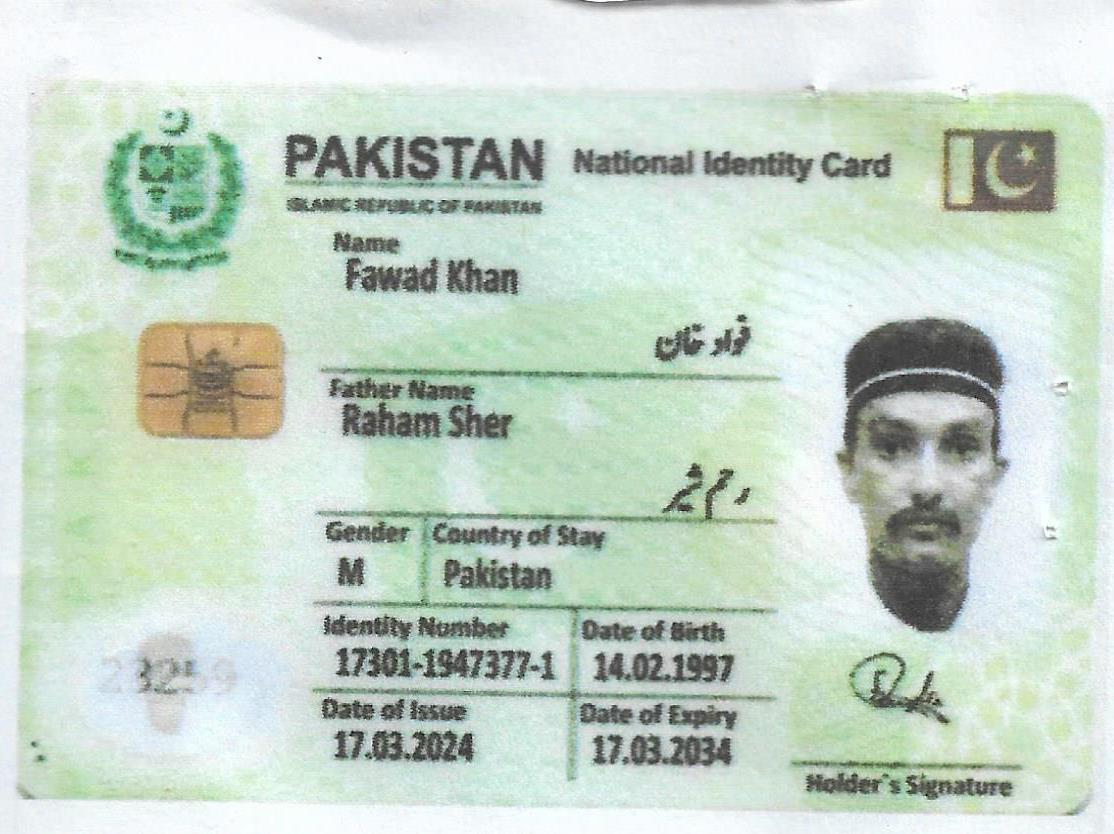 PAKISTAN National Identity Card
ISLAMIC REPUBLIC OF PAKISTAN
Name
Fawad Khan
فواد خان
Father Name
Raham Sher
رحم شیر
Gender Country of Stay
M Pakistan
Identity Number Date of Birth
17301-1947377-1 14.02.1997
23259
Date of Issue Date of Expiry
17.03.2024 17.03.2034
Holder's Signature